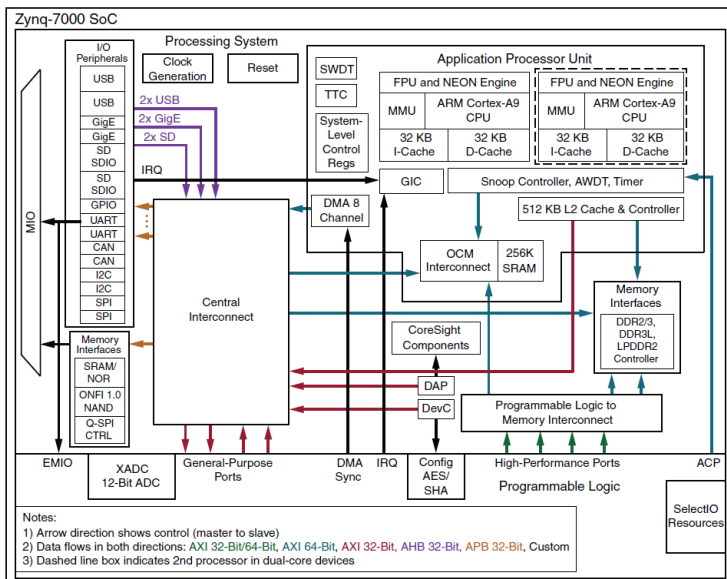 Zynq-7000 SoC
I/O
Peripherals
USB
USB
GigE
GigE
SD
SDIO
SD
SDIO
GPIO
UART
UART
CAN
CAN
I2C
I2C
SPI
SPI
MIO
Processing System
Clock
Generation
Reset
2x USB
2x GigE
2x SD
IRQ
Application Processor Unit
SWDT
TTC
System-
Level
Control
Regs
FPU and NEON Engine
MMU
ARM Cortex-A9
CPU
32 KB
I-Cache
32 KB
D-Cache
FPU and NEON Engine
MMU
ARM Cortex-A9
CPU
32 KB
I-Cache
32 KB
D-Cache
GIC
Snoop Controller, AWDT, Timer
DMA 8
Channel
512 KB L2 Cache & Controller
OCM
Interconnect
256K
SRAM
Central
Interconnect
Memory
Interfaces
DDR2/3,
DDR3L,
LPDDR2
Controller
Memory
Interfaces
SRAM/
NOR
ONFI 1.0
NAND
Q-SPI
CTRL
CoreSight
Components
DAP
DevC
Programmable Logic to
Memory Interconnect
EMIO
XADC
12-Bit ADC
General-Purpose
Ports
DMA
Sync
IRQ
Config
AES/
SHA
High-Performance Ports
ACP
Programmable Logic
SelectIO
Resources
Notes:
1) Arrow direction shows control (master to slave)
2) Data flows in both directions: AXI 32-Bit/64-Bit, AXI 64-Bit, AXI 32-Bit, AHB 32-Bit, APB 32-Bit, Custom
3) Dashed line box indicates 2nd processor in dual-core devices